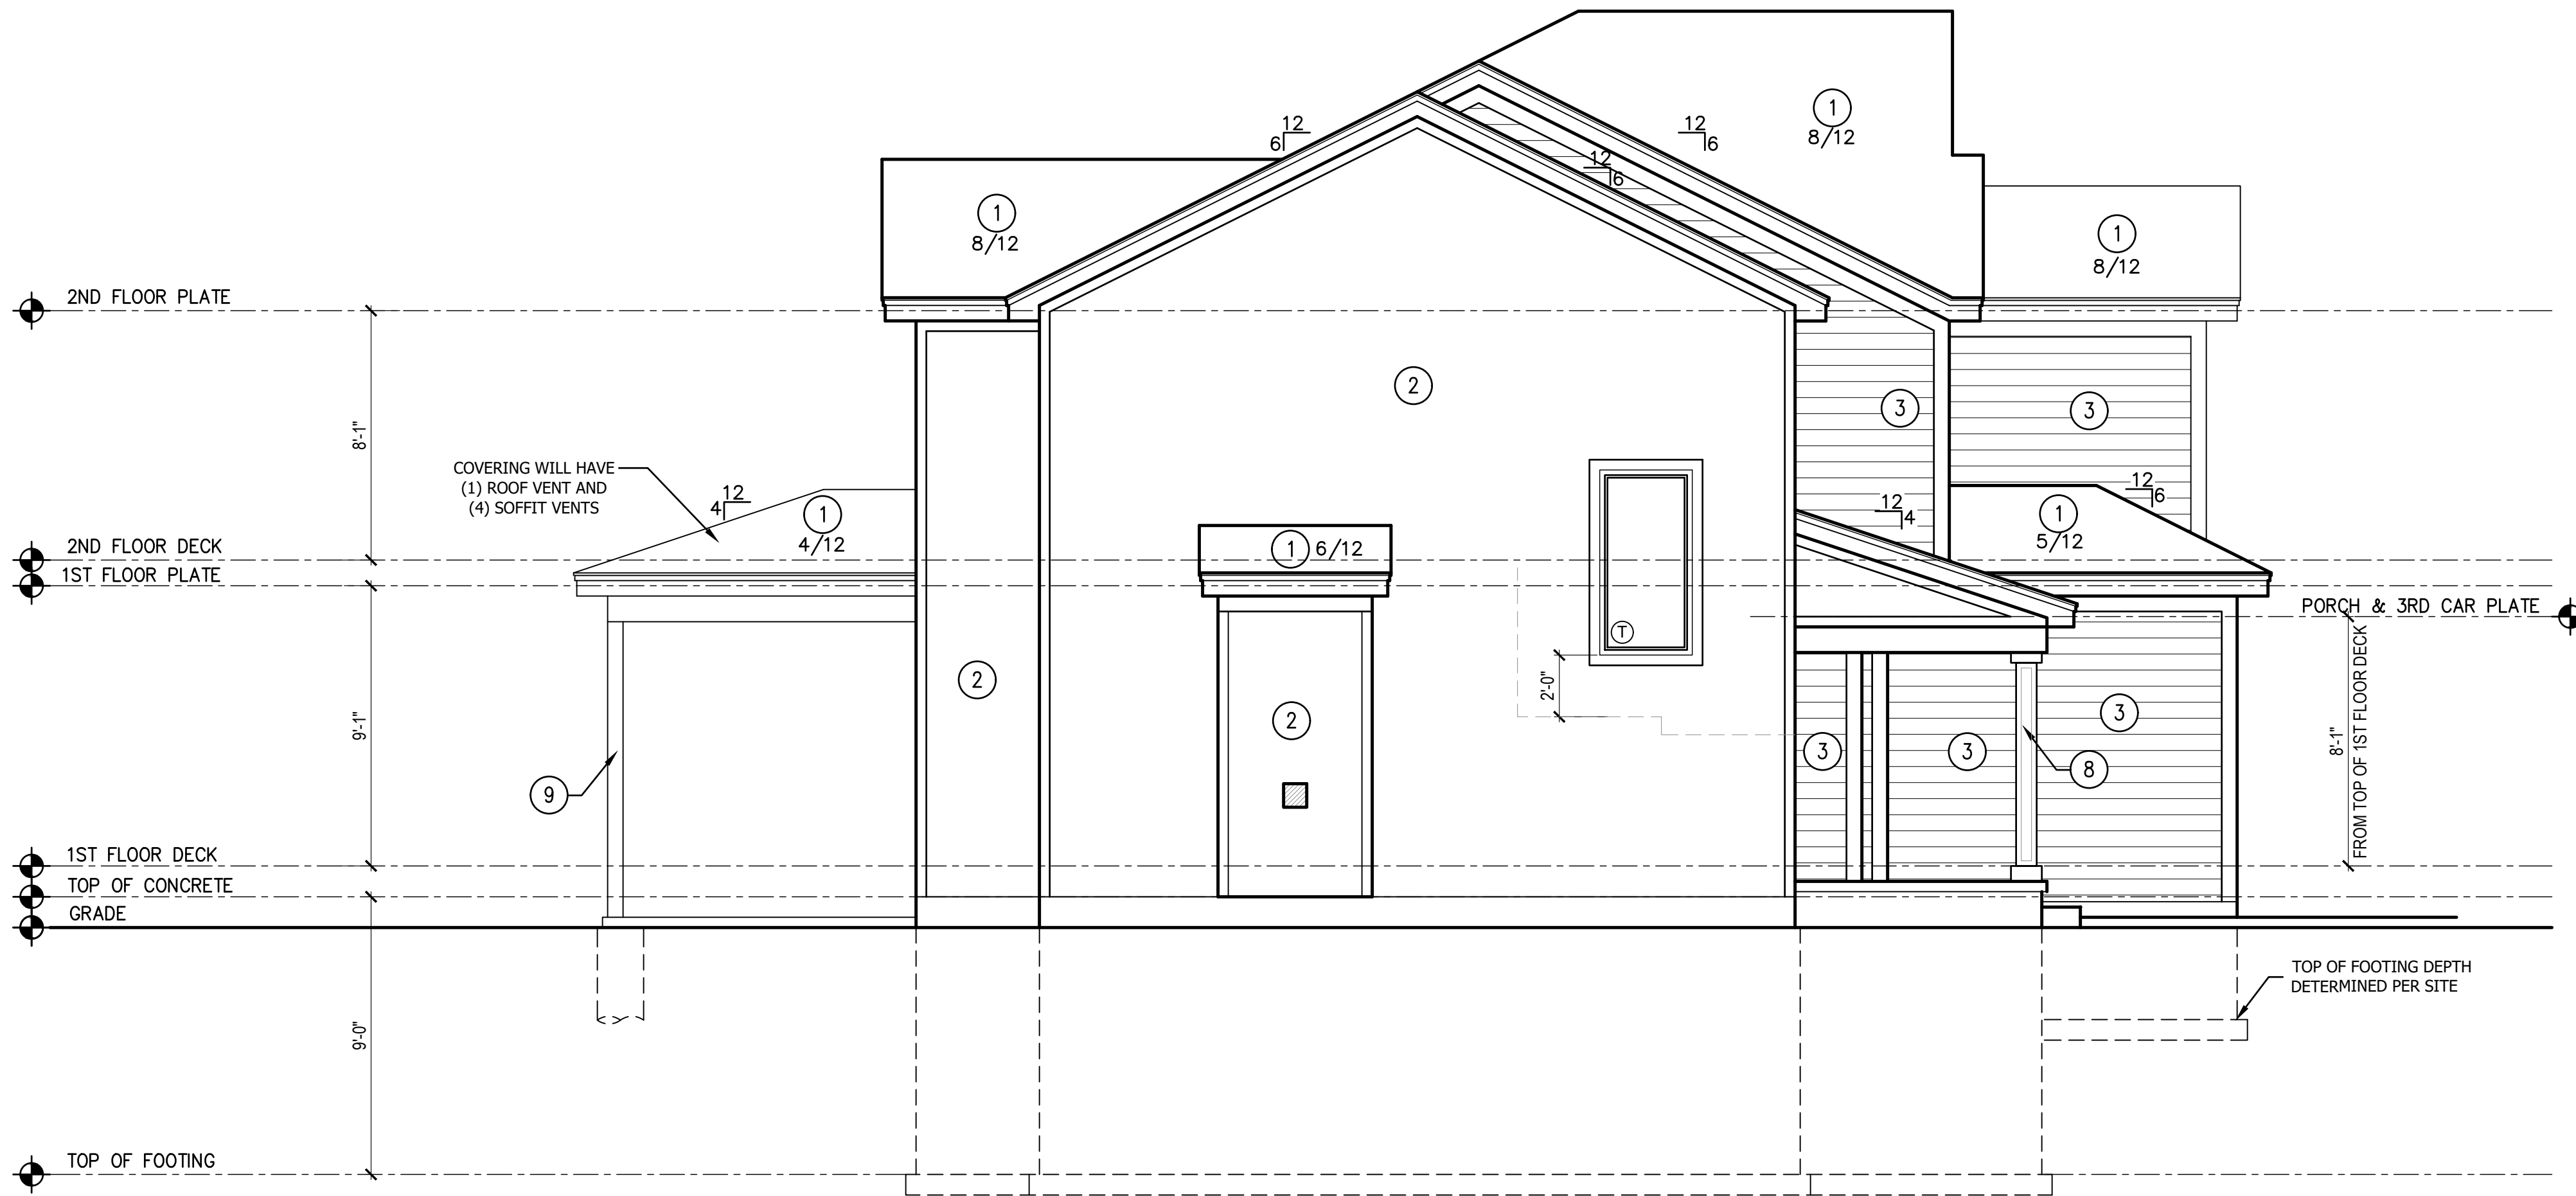 12
6
12
6
1
8/12
12
6
1
8/12
1
8/12
2ND FLOOR PLATE
8'-1"
2
3
3
COVERING WILL HAVE
(1) ROOF VENT AND
(4) SOFFIT VENTS
12
4
1
4/12
12
4
1
5/12
12
6
2ND FLOOR DECK
1 6/12
1ST FLOOR PLATE
PORCH & 3RD CAR PLATE
T
2'-0"
2
2
9'-1"
3
3
3
8
9
8'-1"
FROM TOP OF 1ST FLOOR DECK
1ST FLOOR DECK
TOP OF CONCRETE
GRADE
TOP OF FOOTING DEPTH
DETERMINED PER SITE
9'-0"
TOP OF FOOTING